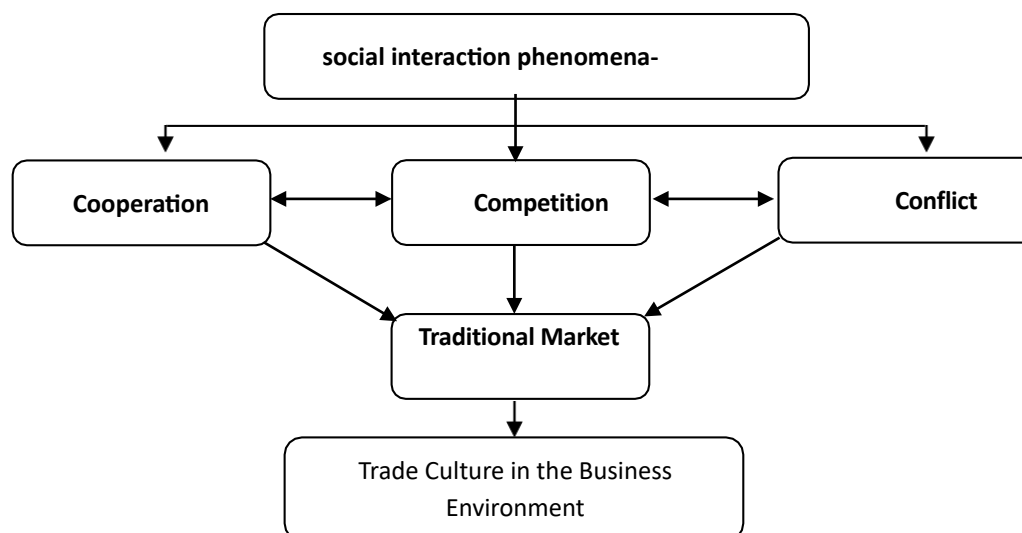 social interaction phenomena-
Cooperation
Competition
Conflict
Traditional Market
Trade Culture in the Business
Environment